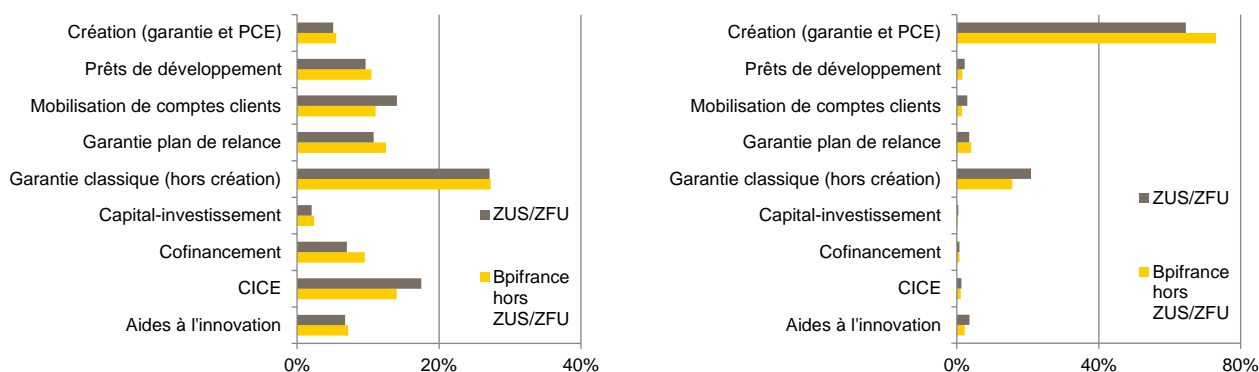 Création (garantie et PCE)
Prêts de développement
Mobilisation de comptes clients
Garantie plan de relance
Garantie classique (hors création)
Capital-investissement
Cofinancement
CICE
Aides à l'innovation
0%
20%
40%
ZUS/ZFU
Bpifrance
hors
ZUS/ZFU
Création (garantie et PCE)
Prêts de développement
Mobilisation de comptes clients
Garantie plan de relance
Garantie classique (hors création)
Capital-investissement
Cofinancement
CICE
Aides à l'innovation
0%
40%
80%
ZUS/ZFU
Bpifrance
hors
ZUS/ZFU